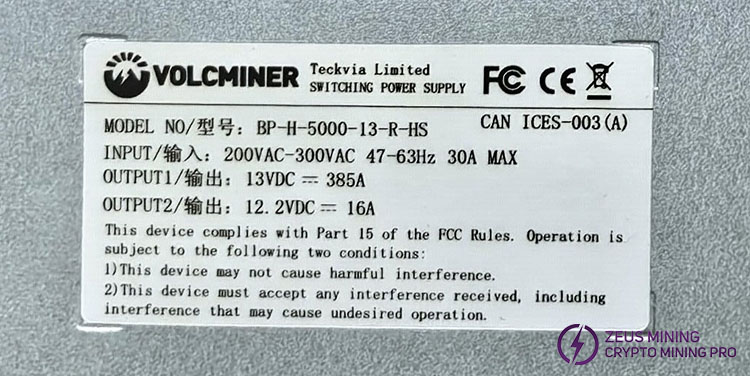 VOLCMINER
Teckvia Limited
SWITCHING POWER SUPPLY
FC CE
MODEL NO/型号: BP-H-5000-13-R-HS
CAN ICES-003(A)
INPUT/输入: 200VAC-300VAC 47-63Hz 30A MAX
OUTPUT1/输出: 13VDC ⎓ 385A
OUTPUT2/输出: 12.2VDC ⎓ 16A
This device complies with Part 15 of the FCC Rules. Operation is
subject to the following two conditions:
1)This device may not cause harmful interference.
2)This device must accept any interference received, including
interference that may cause undesired operation.
ZEUS MINING
CRYPTO MINING PRO